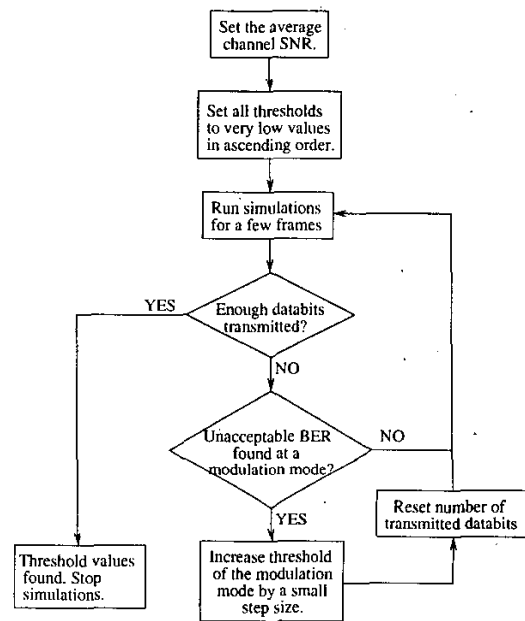 Set the average
channel SNR.
Set all thresholds
to very low values
in ascending order.
Run simulations
for a few frames
YES
Enough databits
transmitted?
NO
Unacceptable BER
found at a
modulation mode?
NO
YES
Reset number of
transmitted databits
Threshold values
found. Stop
simulations.
Increase threshold
of the modulation
mode by a small
step size.